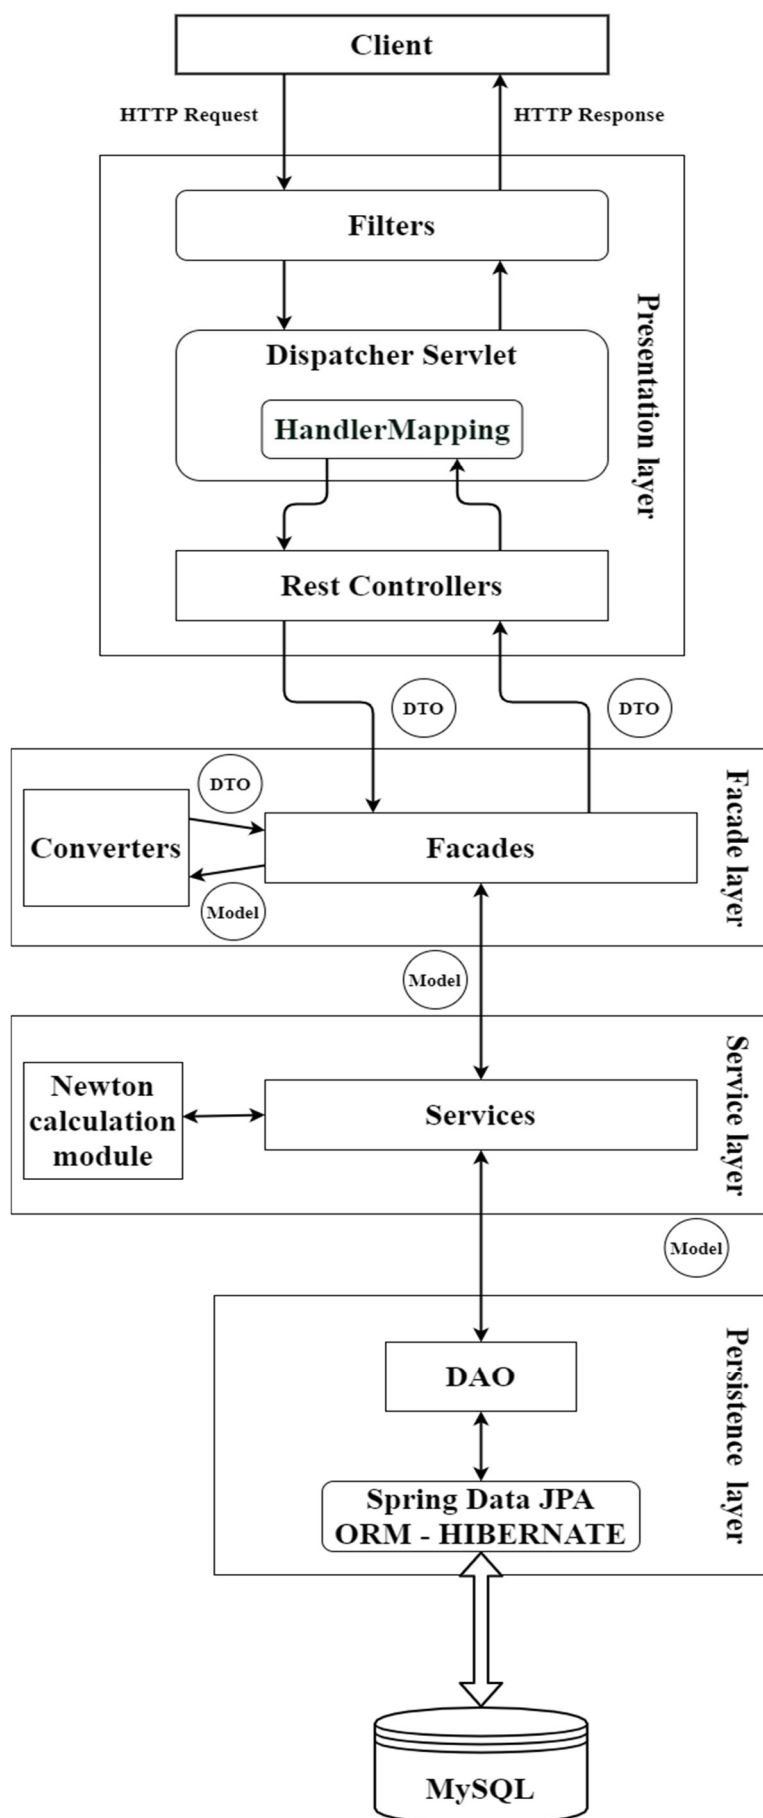 Client
HTTP Request
HTTP Response
Filters
Presentation layer
Dispatcher Servlet
HandlerMapping
Rest Controllers
DTO
DTO
Facade layer
DTO
Converters
Facades
Model
Model
Service layer
Newton
calculation
module
Services
Model
Persistence layer
DAO
Spring Data JPA
ORM - HIBERNATE
MySQL